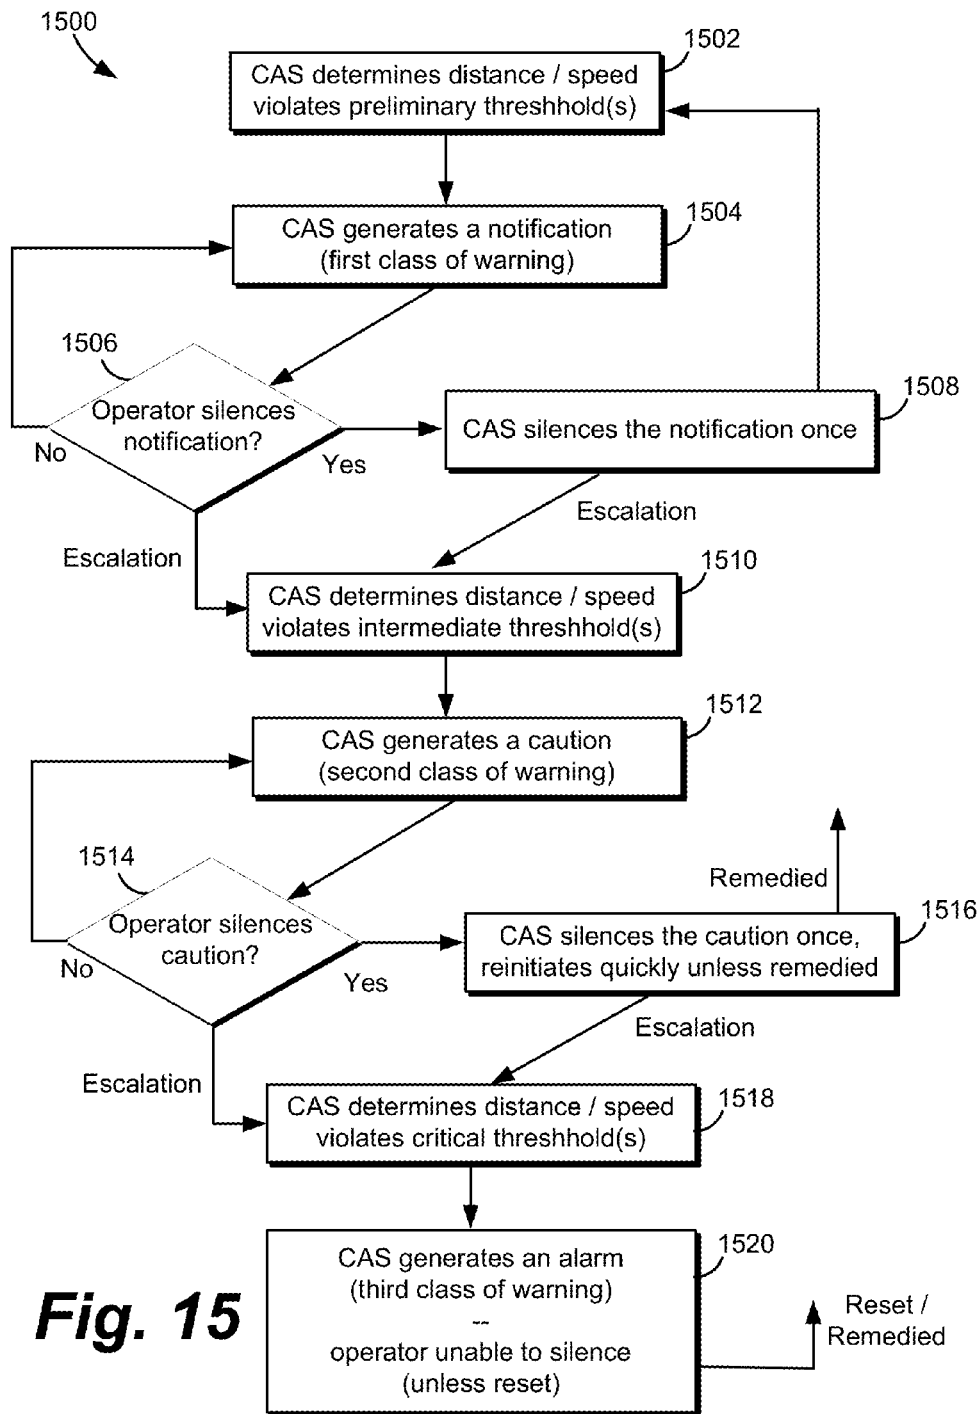 1500
1502
CAS determines distance / speed
violates preliminary threshhold(s)
1504
CAS generates a notification
(first class of warning)
1506
Operator silences
notification?
No
Yes
1508
CAS silences the notification once
Escalation
Escalation
1510
CAS determines distance / speed
violates intermediate threshhold(s)
1512
CAS generates a caution
(second class of warning)
1514
Operator silences
caution?
No
Yes
Remedied
1516
CAS silences the caution once,
reinitiates quickly unless remedied
Escalation
Escalation
1518
CAS determines distance / speed
violates critical threshhold(s)
1520
CAS generates an alarm
(third class of warning)
--
operator unable to silence
(unless reset)
Reset /
Remedied
Fig. 15